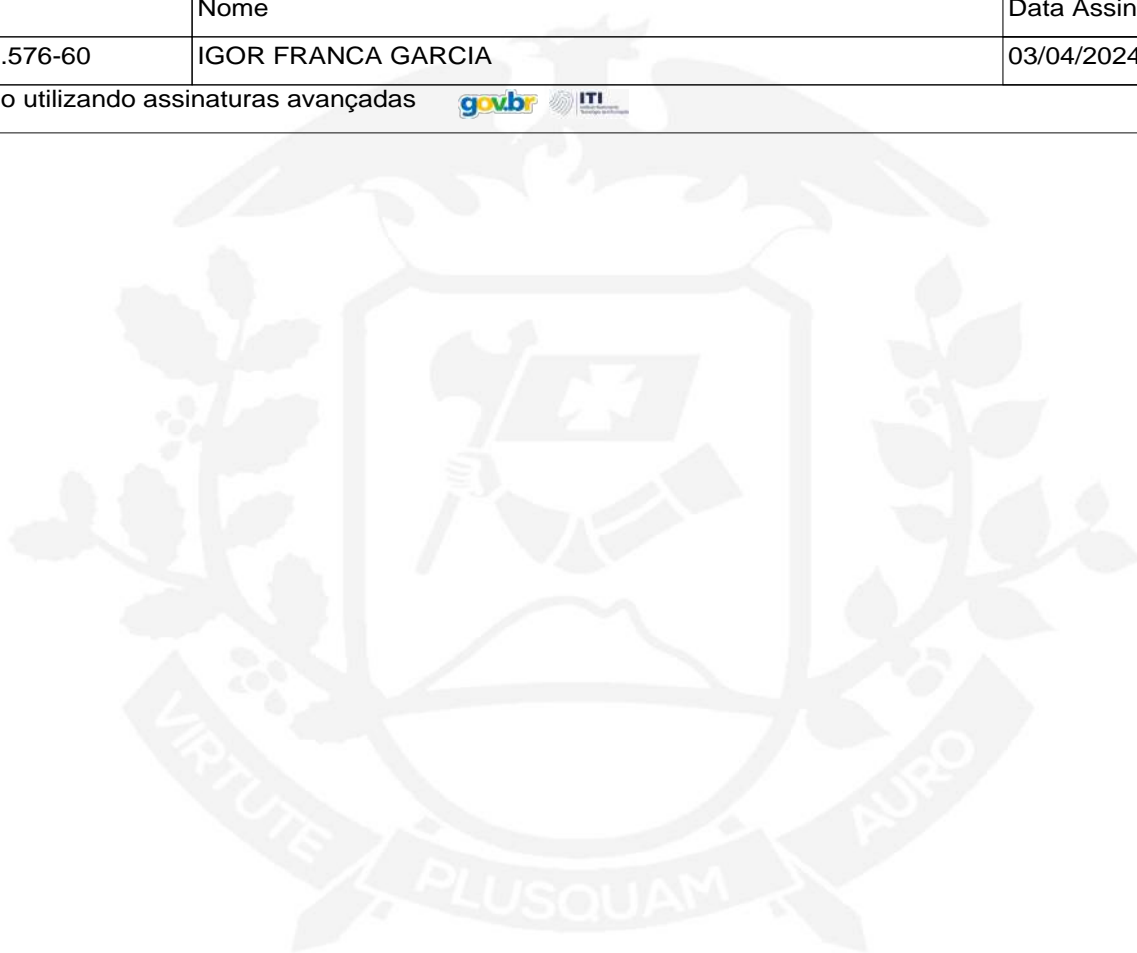 Nome Data Assin
.576-60 IGOR FRANCA GARCIA 03/04/2024
o utilizando assinaturas avançadas gov.br ITI
VIRTUTE PLUSQUAM AURO